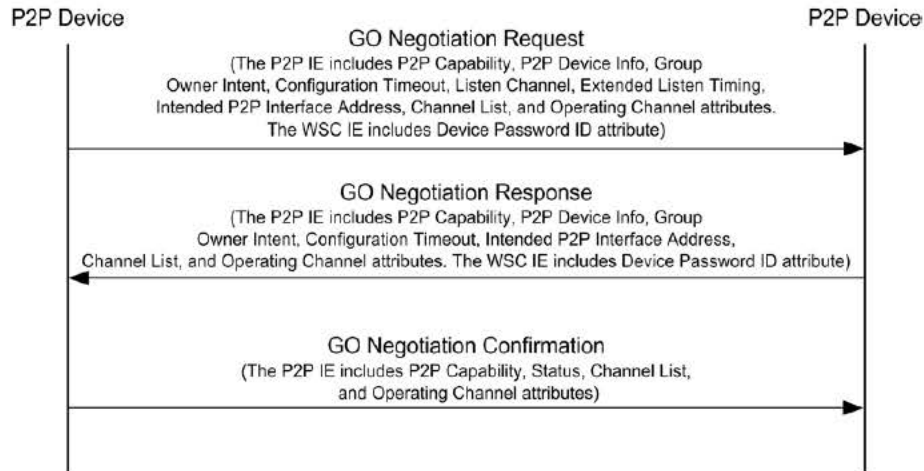 P2P Device
P2P Device
GO Negotiation Request
(The P2P IE includes P2P Capability, P2P Device Info, Group
Owner Intent, Configuration Timeout, Listen Channel, Extended Listen Timing,
Intended P2P Interface Address, Channel List, and Operating Channel attributes.
The WSC IE includes Device Password ID attribute)
GO Negotiation Response
(The P2P IE includes P2P Capability, P2P Device Info, Group
Owner Intent, Configuration Timeout, Intended P2P Interface Address,
Channel List, and Operating Channel attributes. The WSC IE includes Device Password ID attribute)
GO Negotiation Confirmation
(The P2P IE includes P2P Capability, Status, Channel List,
and Operating Channel attributes)